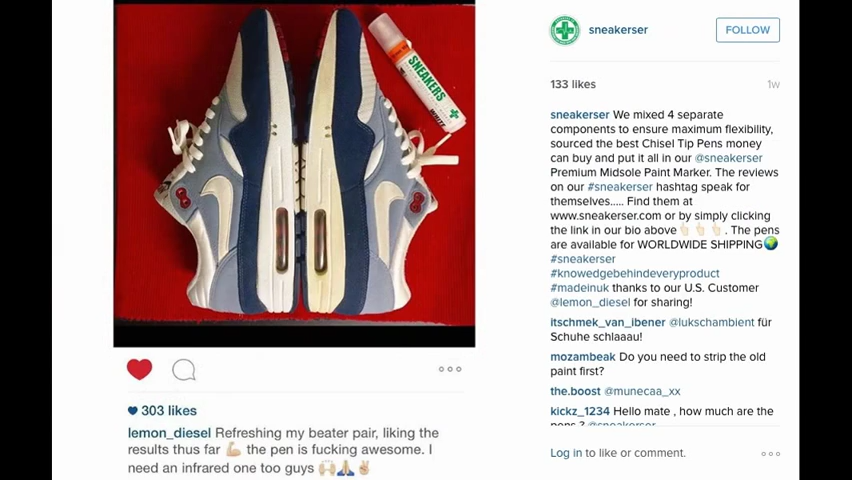 SNEAKERS
303 likes
lemon_diesel Refreshing my beater pair, liking the
results thus far 💪🏻 the pen is fucking awesome. I
need an infrared one too guys 🙌🏻🙏🏻✌🏻
sneakerser
FOLLOW
133 likes
1w
sneakerser We mixed 4 separate
components to ensure maximum flexibility,
sourced the best Chisel Tip Pens money
can buy and put it all in our @sneakerser
Premium Midsole Paint Marker. The reviews
on our #sneakerser hashtag speak for
themselves..... Find them at
www.sneakerser.com or by simply clicking
the link in our bio above👆🏻👆🏻👆🏻. The pens
are available for WORLDWIDE SHIPPING🌍
#sneakerser
#knowedgebehindeveryproduct
#madeinuk thanks to our U.S. Customer
@lemon_diesel for sharing!
itschmek_van_ibener @lukschambient für
Schuhe schlaaau!
mozambeak Do you need to strip the old
paint first?
the.boost @munecaa_xx
kickz_1234 Hello mate , how much are the
pens ? @sneakerser
Log in to like or comment.